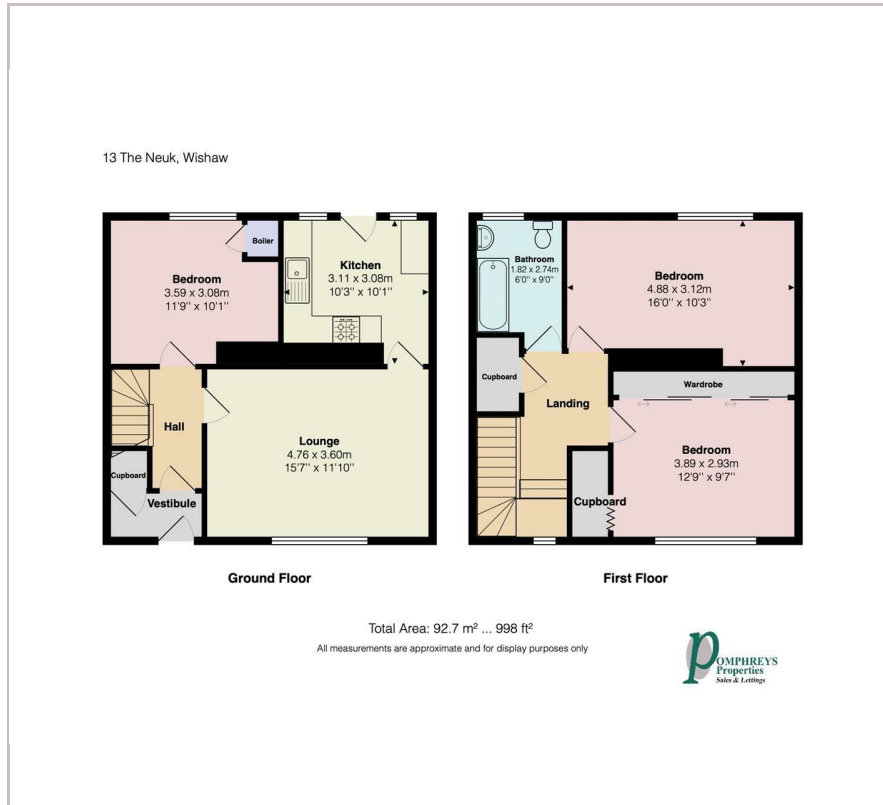 13 The Neuk, Wishaw
Boiler
Bedroom
3.59 x 3.08m
11'9'' x 10'1''
Kitchen
3.11 x 3.08m
10'3'' x 10'1''
Hall
Lounge
4.76 x 3.60m
15'7'' x 11'10''
Cupboard
Vestibule
Ground Floor
Bathroom
1.82 x 2.74m
6'0'' x 9'0''
Bedroom
4.88 x 3.12m
16'0'' x 10'3''
Cupboard
Landing
Wardrobe
Bedroom
3.89 x 2.93m
12'9'' x 9'7''
Cupboard
First Floor
Total Area: 92.7 m² ... 998 ft²
All measurements are approximate and for display purposes only
POMPHREYS
Properties
Sales & Lettings